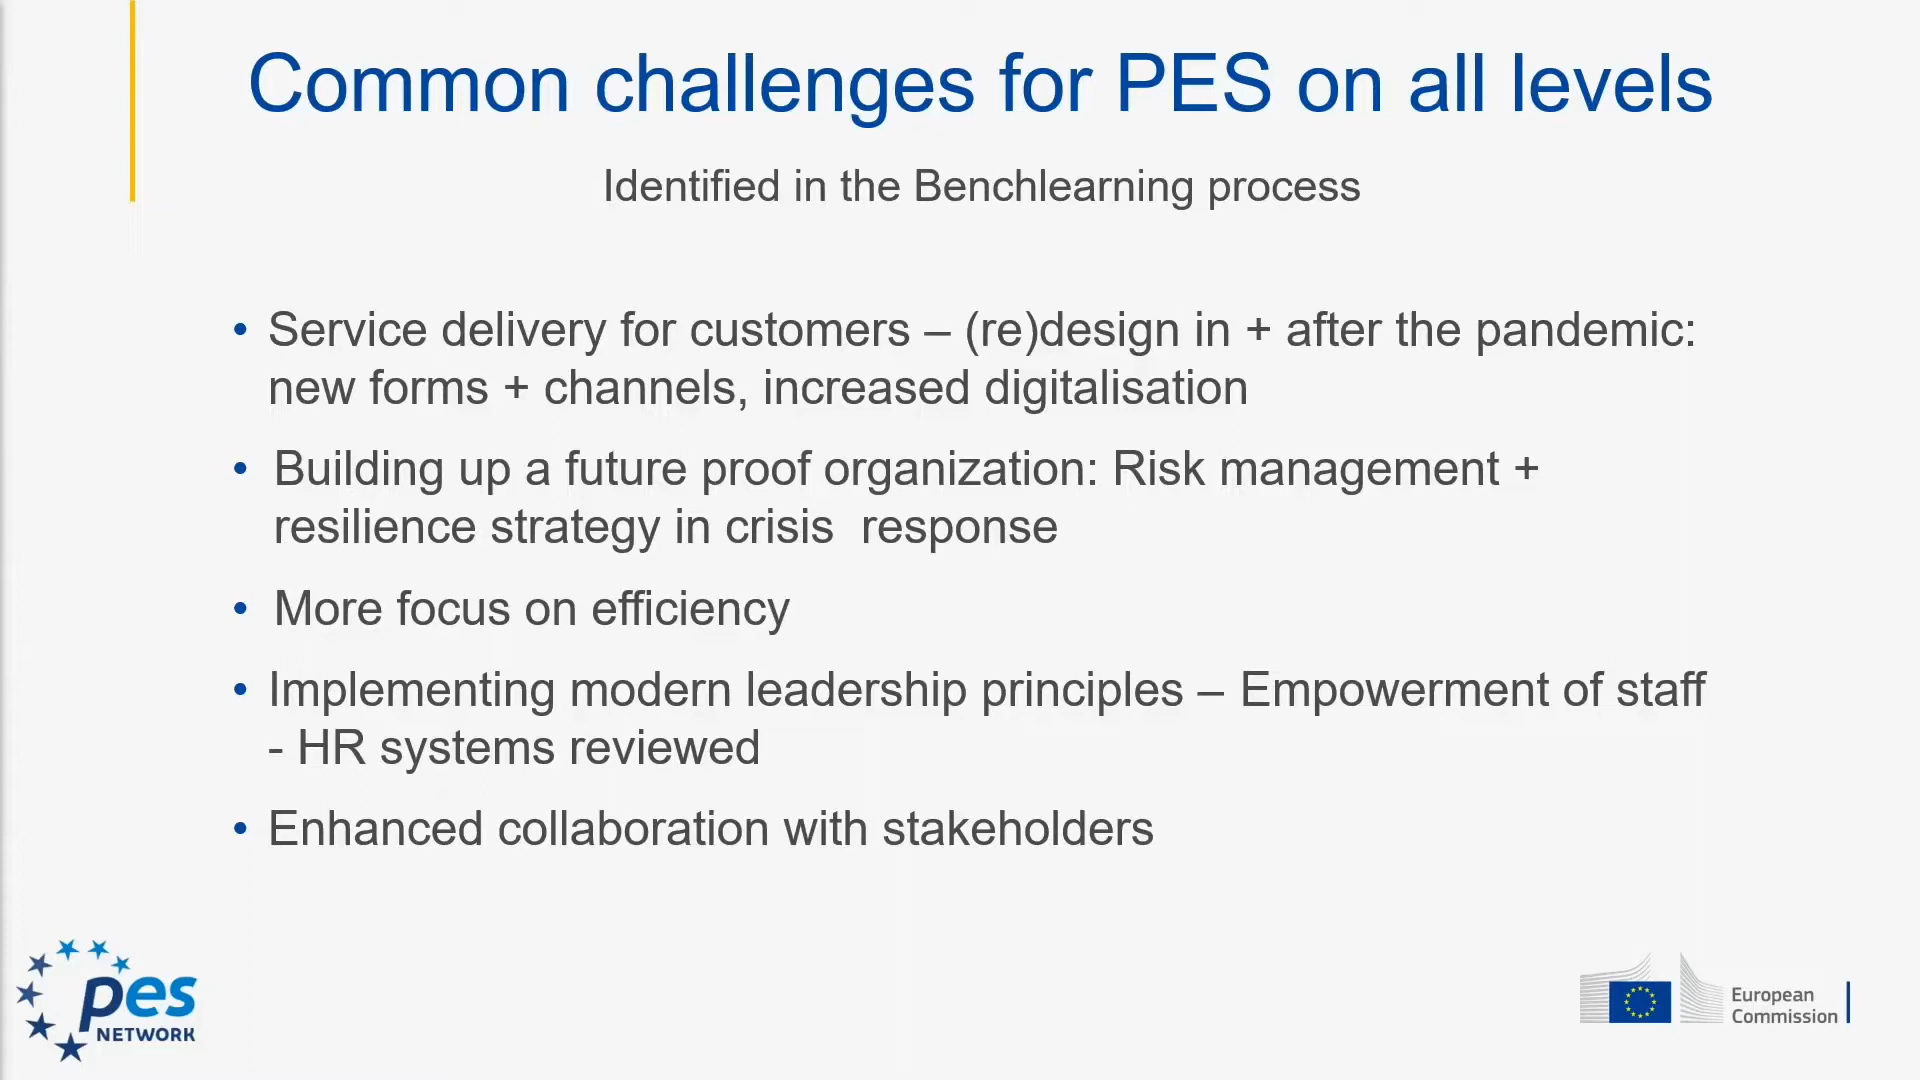 Common challenges for PES on all levels
Identified in the Benchlearning process
• Service delivery for customers – (re)design in + after the pandemic:
new forms + channels, increased digitalisation
• Building up a future proof organization: Risk management +
resilience strategy in crisis  response
• More focus on efficiency
• Implementing modern leadership principles – Empowerment of staff
- HR systems reviewed
• Enhanced collaboration with stakeholders
pes
NETWORK
European
Commission